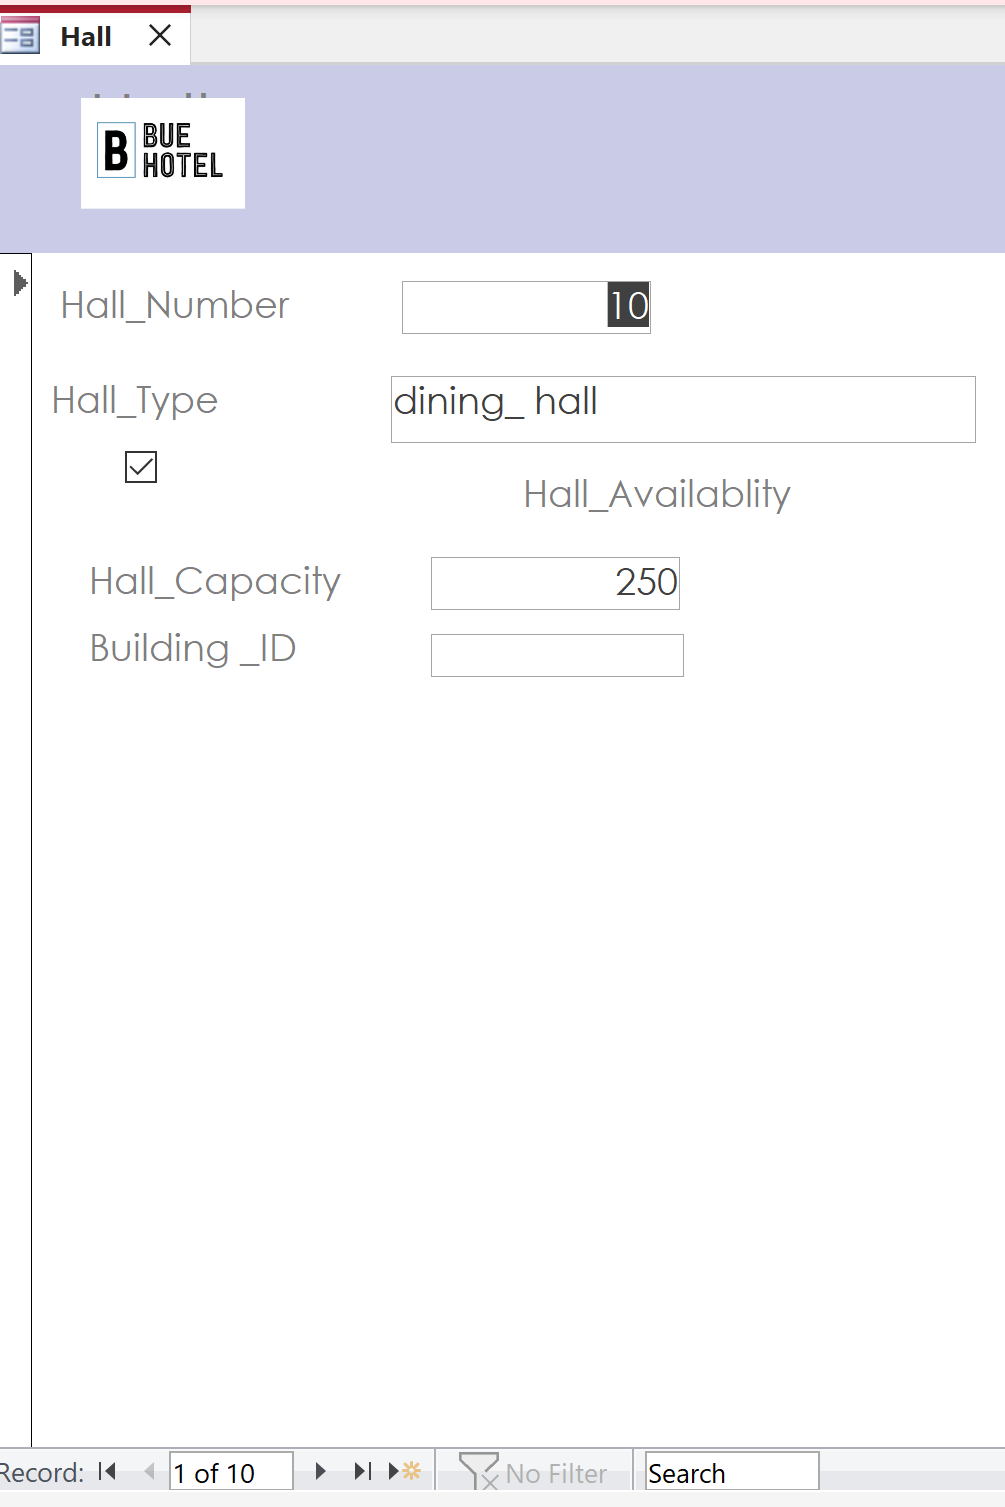 Hall
B BUE
HOTEL
Hall_Number 10
Hall_Type dining_ hall
Hall_Availablity
Hall_Capacity 250
Building _ID
Record: 1 of 10 No Filter Search